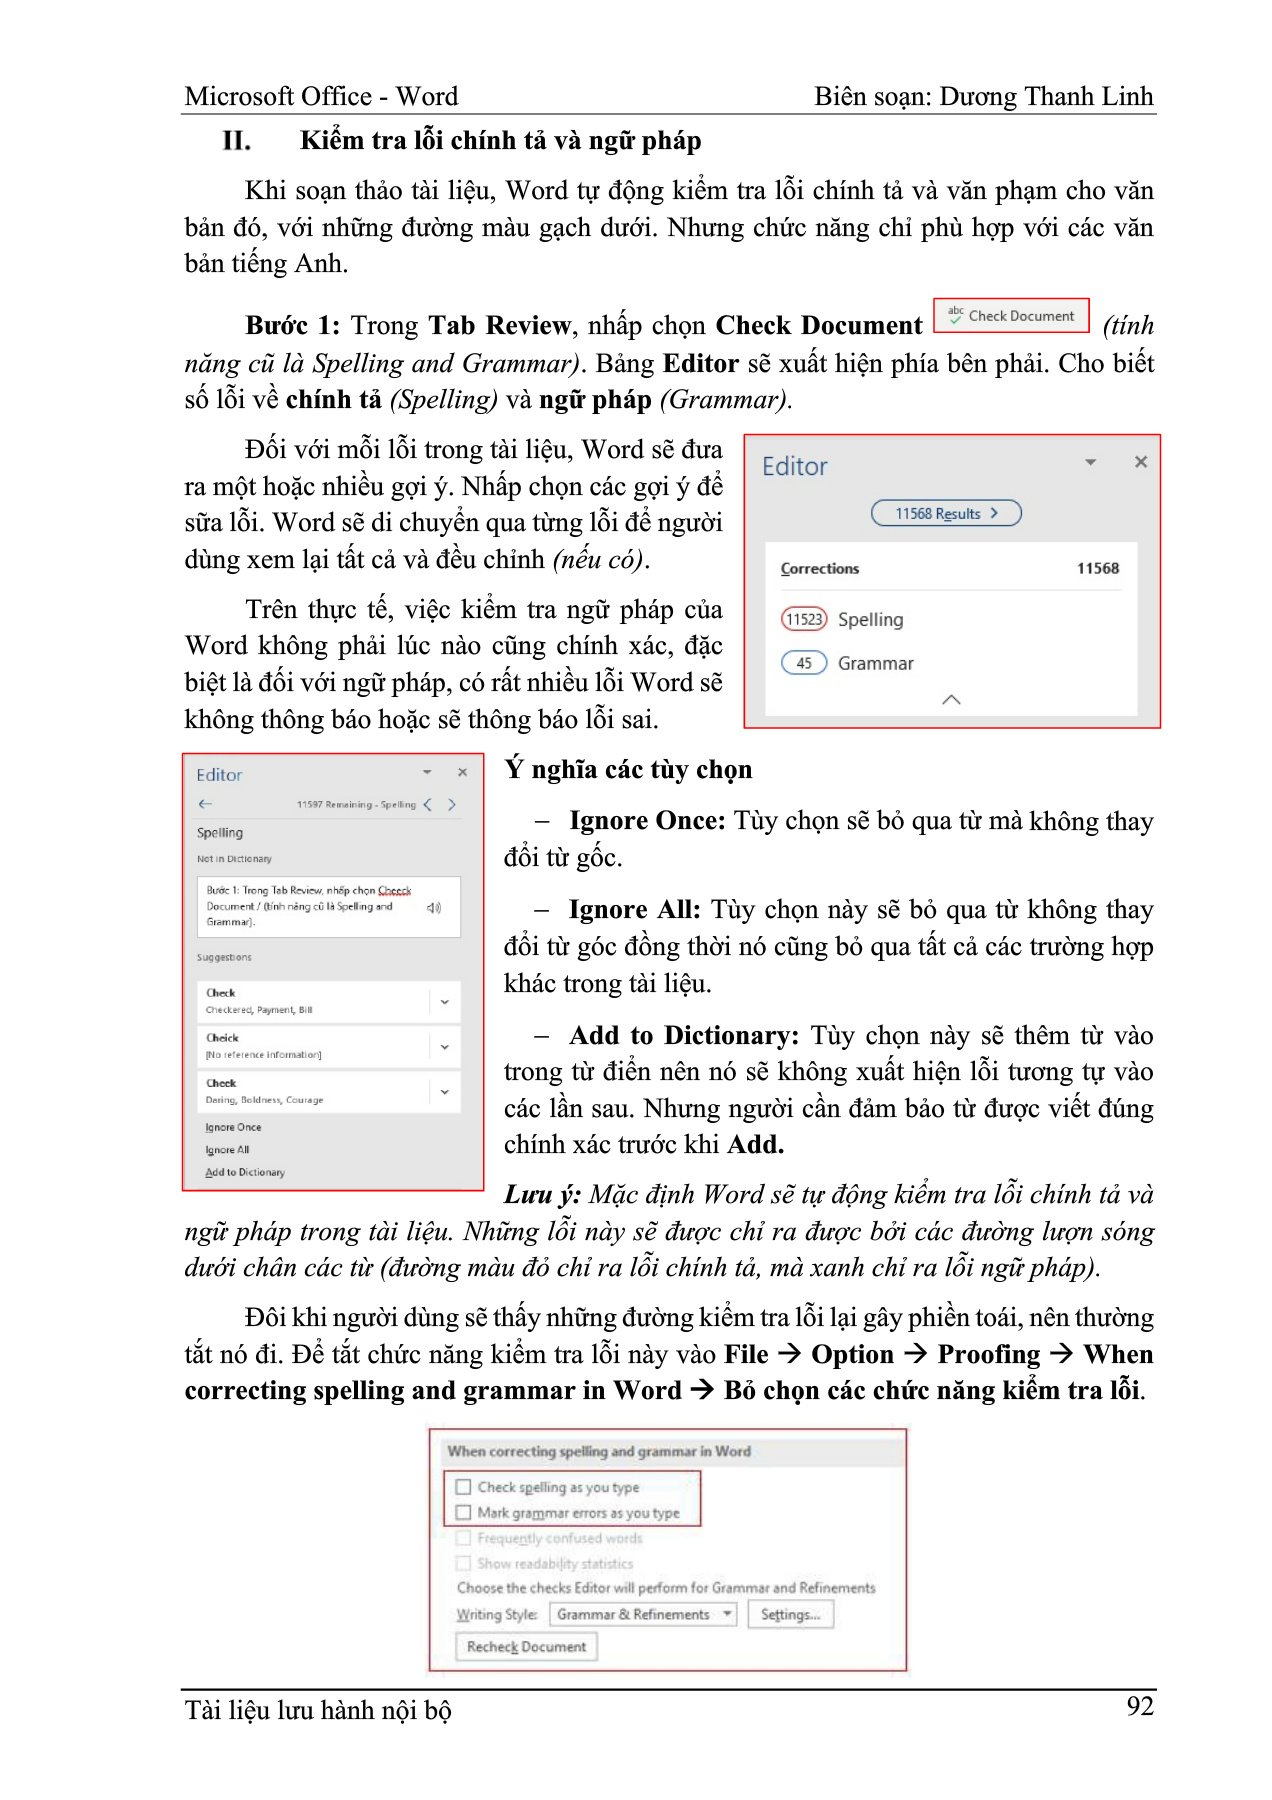 Microsoft Office - Word
Biên soạn: Dương Thanh Linh
II. Kiểm tra lỗi chính tả và ngữ pháp
Khi soạn thảo tài liệu, Word tự động kiểm tra lỗi chính tả và văn phạm cho văn
bản đó, với những đường màu gạch dưới. Nhưng chức năng chỉ phù hợp với các văn
bản tiếng Anh.
Bước 1: Trong Tab Review, nhấp chọn Check Document abc Check Document (tính
năng cũ là Spelling and Grammar). Bảng Editor sẽ xuất hiện phía bên phải. Cho biết
số lỗi về chính tả (Spelling) và ngữ pháp (Grammar).
Đối với mỗi lỗi trong tài liệu, Word sẽ đưa
ra một hoặc nhiều gợi ý. Nhấp chọn các gợi ý để
sữa lỗi. Word sẽ di chuyển qua từng lỗi để người
dùng xem lại tất cả và đều chỉnh (nếu có).
Trên thực tế, việc kiểm tra ngữ pháp của
Word không phải lúc nào cũng chính xác, đặc
biệt là đối với ngữ pháp, có rất nhiều lỗi Word sẽ
không thông báo hoặc sẽ thông báo lỗi sai.
Editor
11568 Results
Corrections 11568
11523 Spelling
45 Grammar
Editor
11597 Remaining - Spelling
Spelling
Not in Dictionary
Bước 1: Trong Tab Review, nhấp chọn Cheeck
Document / (tính năng cũ là Spelling and
Grammar).
Suggestions
Check
Checkered, Payment, Bill
Cheick
[No reference information]
Cheek
Daring, Boldness, Courage
Ignore Once
Ignore All
Add to Dictionary
Ý nghĩa các tùy chọn
– Ignore Once: Tùy chọn sẽ bỏ qua từ mà không thay
đổi từ gốc.
– Ignore All: Tùy chọn này sẽ bỏ qua từ không thay
đổi từ góc đồng thời nó cũng bỏ qua tất cả các trường hợp
khác trong tài liệu.
– Add to Dictionary: Tùy chọn này sẽ thêm từ vào
trong từ điển nên nó sẽ không xuất hiện lỗi tương tự vào
các lần sau. Nhưng người cần đảm bảo từ được viết đúng
chính xác trước khi Add.
Lưu ý: Mặc định Word sẽ tự động kiểm tra lỗi chính tả và
ngữ pháp trong tài liệu. Những lỗi này sẽ được chỉ ra được bởi các đường lượn sóng
dưới chân các từ (đường màu đỏ chỉ ra lỗi chính tả, mà xanh chỉ ra lỗi ngữ pháp).
Đôi khi người dùng sẽ thấy những đường kiểm tra lỗi lại gây phiền toái, nên thường
tắt nó đi. Để tắt chức năng kiểm tra lỗi này vào File → Option → Proofing → When
correcting spelling and grammar in Word → Bỏ chọn các chức năng kiểm tra lỗi.
When correcting spelling and grammar in Word
Check spelling as you type
Mark grammar errors as you type
Frequently confused words
Show readability statistics
Choose the checks Editor will perform for Grammar and Refinements
Writing Style: Grammar & Refinements Settings...
Recheck Document
Tài liệu lưu hành nội bộ
92